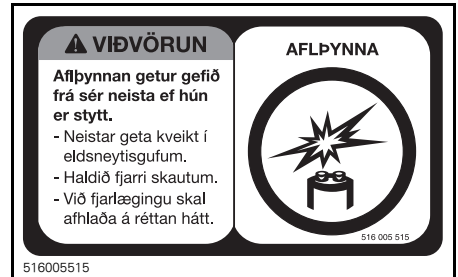 ⚠ VIÐVÖRUN
Aflþynnan getur gefið
frá sér neista ef hún
er stytt.
- Neistar geta kveikt í
eldsneytisgufum.
- Haldið fjarri skautum.
- Við fjarlægingu skal
afhlaða á réttan hátt.
AFLÞYNNA
516 005 515
516005515